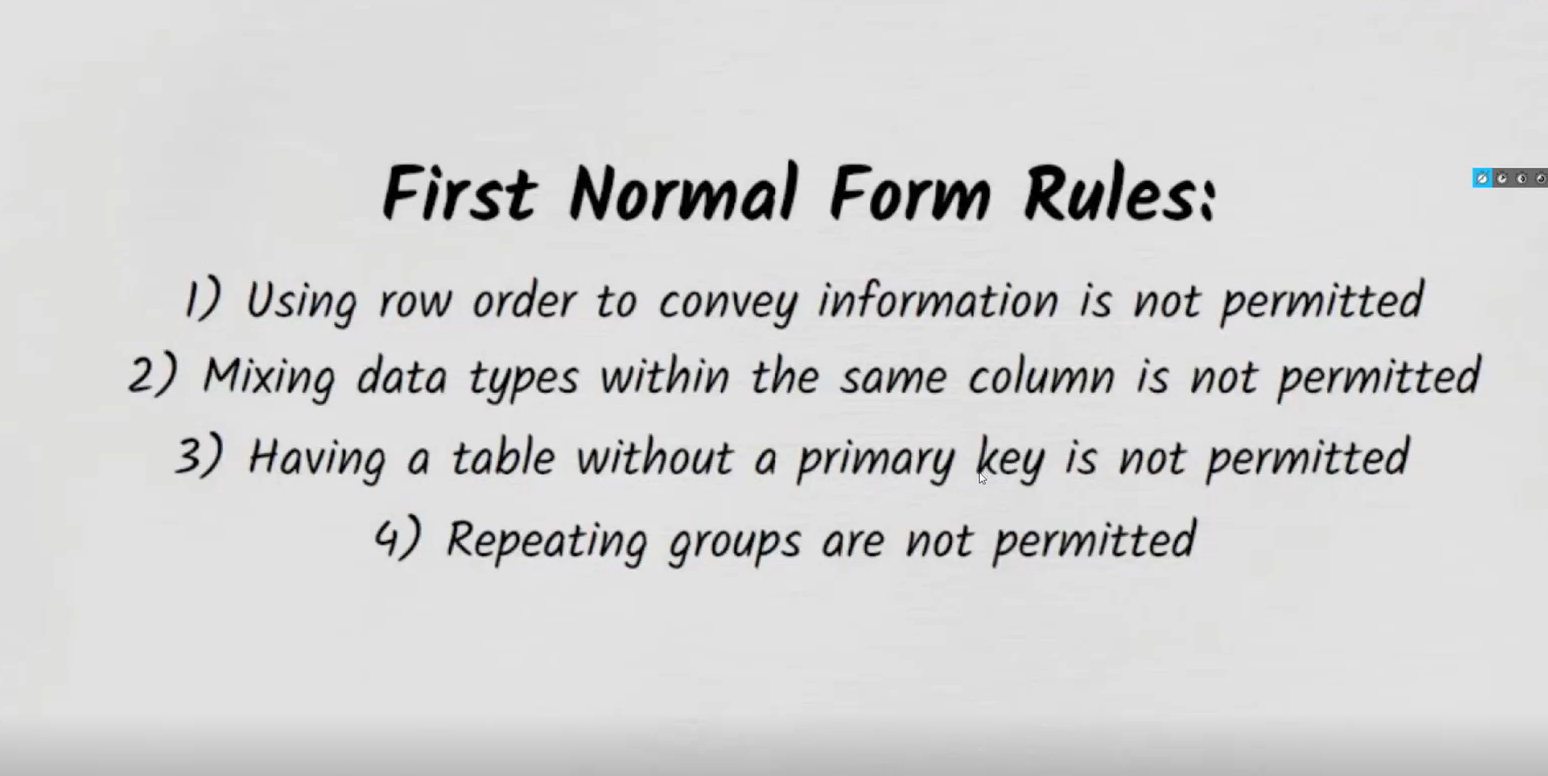 First Normal Form Rules:
1) Using row order to convey information is not permitted
2) Mixing data types within the same column is not permitted
3) Having a table without a primary key is not permitted
4) Repeating groups are not permitted